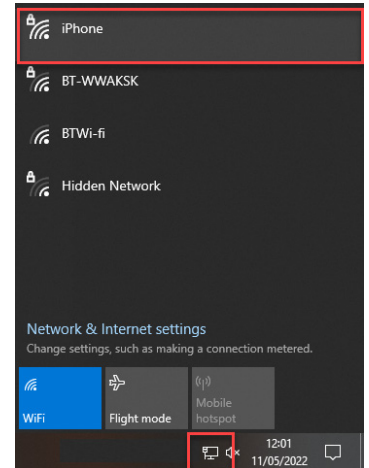 iPhone
BT-WWAKSK
BTWi-fi
Hidden Network
Network & Internet settings
Change settings, such as making a connection metered.
WiFi
Flight mode
Mobile
hotspot
12:01
11/05/2022